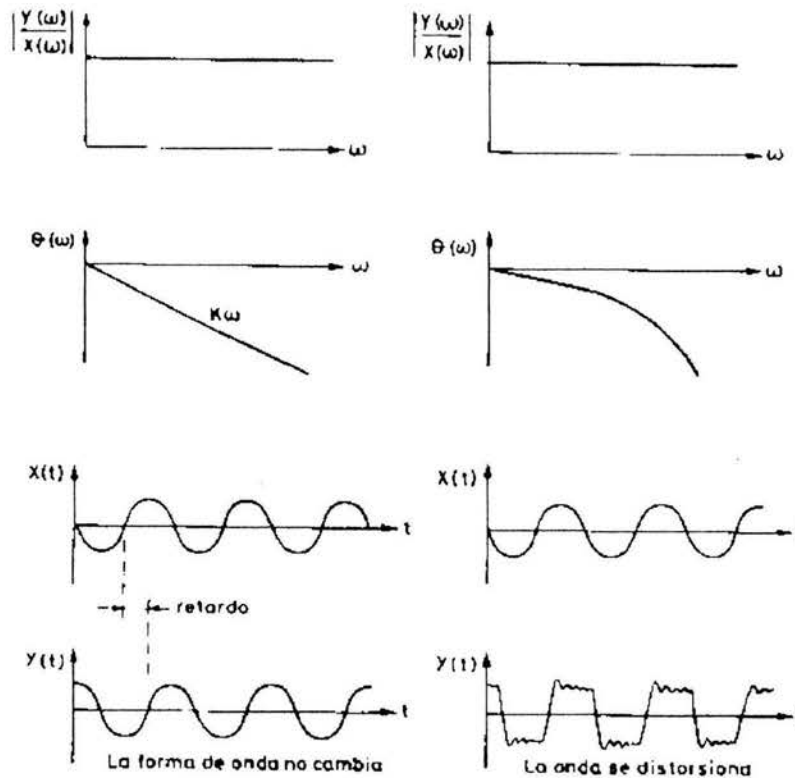 |Y(ω)/X(ω)|
ω
|Y(ω)/X(ω)|
ω
θ(ω)
ω
Kω
θ(ω)
ω
X(t)
t
retardo
X(t)
Y(t)
t
La forma de onda no cambia
Y(t)
La onda se distorsiona